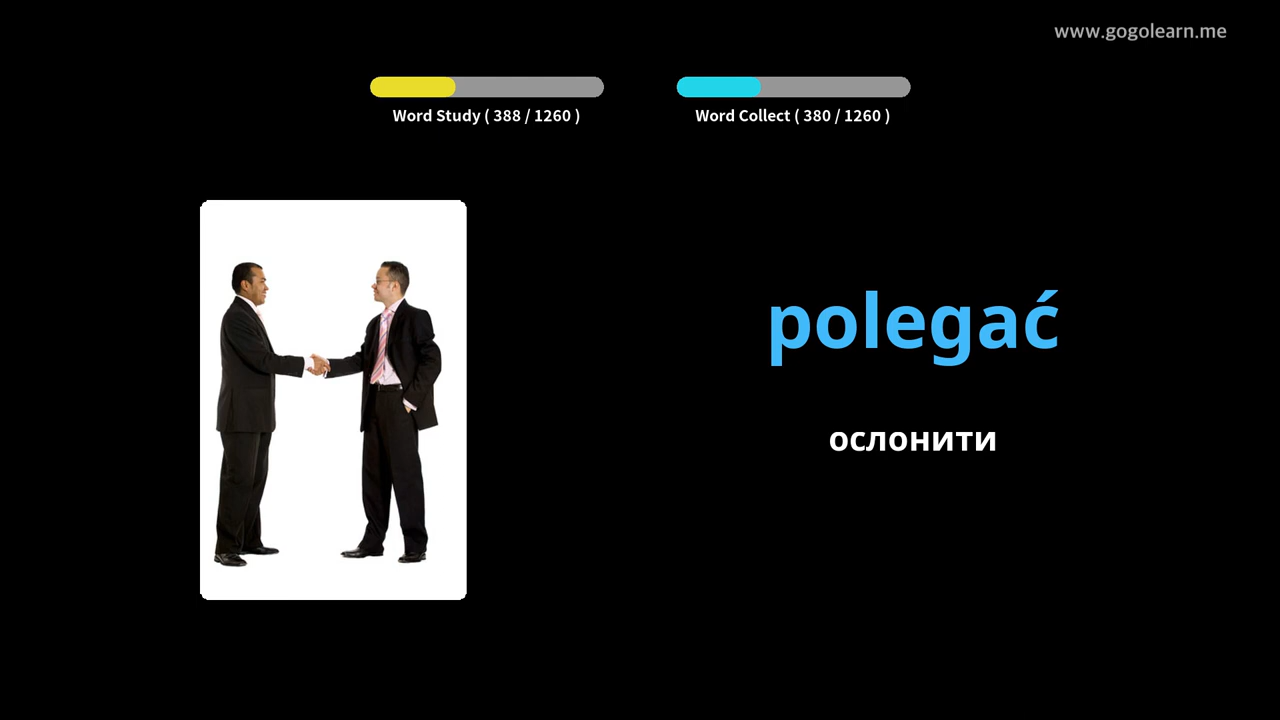 www.gogolearn.me
Word Study ( 388 / 1260 )
Word Collect ( 380 / 1260 )
polegać
ослонити